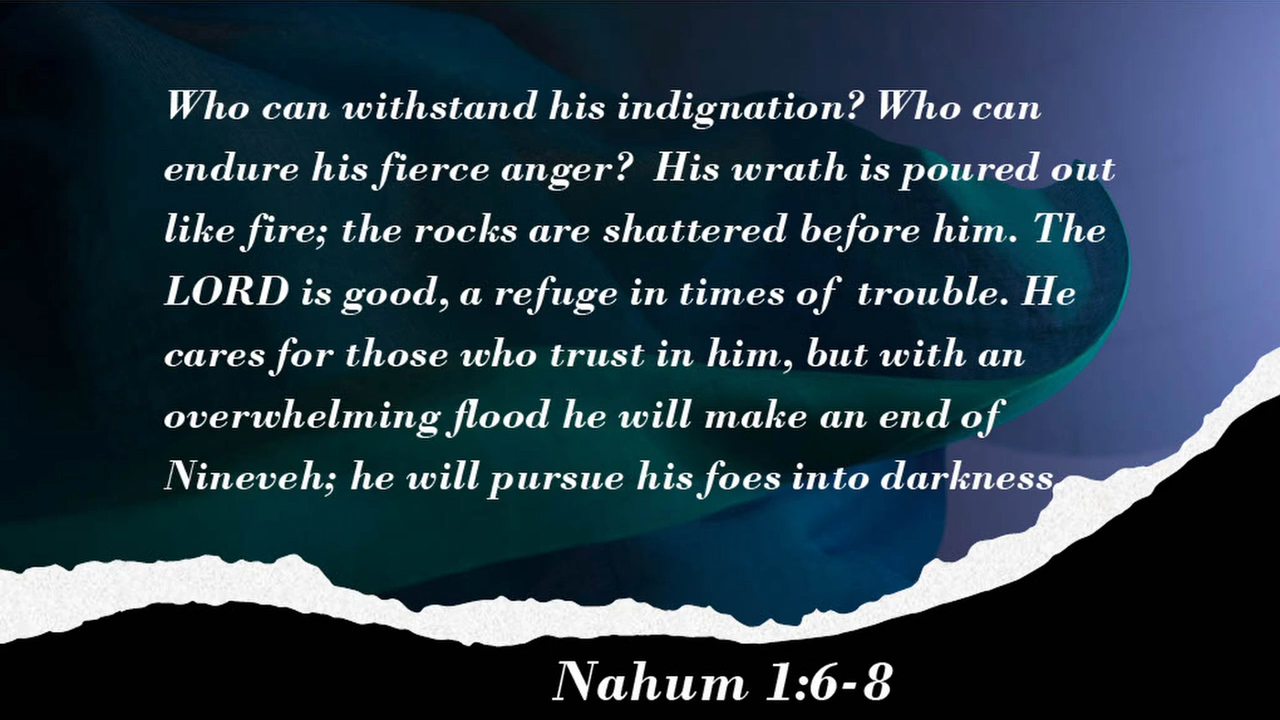 Who can withstand his indignation? Who can
endure his fierce anger? His wrath is poured out
like fire; the rocks are shattered before him. The
LORD is good, a refuge in times of trouble. He
cares for those who trust in him, but with an
overwhelming flood he will make an end of
Nineveh; he will pursue his foes into darkness
Nahum 1:6-8